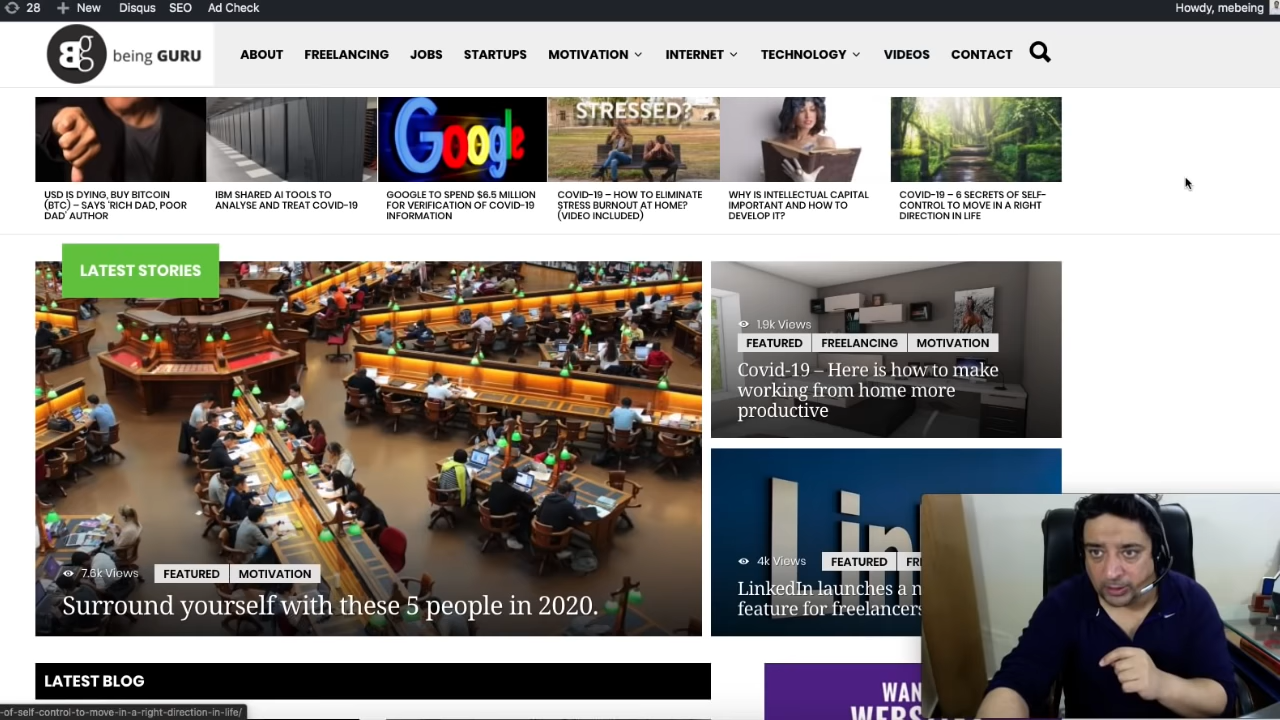 28 New Disqus SEO Ad Check Howdy, mebeing
being GURU
ABOUT FREELANCING JOBS STARTUPS MOTIVATION INTERNET TECHNOLOGY VIDEOS CONTACT
Google
STRESSED?
USD IS DYING, BUY BITCOIN
(BTC) – SAYS 'RICH DAD, POOR
DAD' AUTHOR
IBM SHARED AI TOOLS TO
ANALYSE AND TREAT COVID-19
GOOGLE TO SPEND $6.5 MILLION
FOR VERIFICATION OF COVID-19
INFORMATION
COVID-19 – HOW TO ELIMINATE
STRESS BURNOUT AT HOME?
(VIDEO INCLUDED)
WHY IS INTELLECTUAL CAPITAL
IMPORTANT AND HOW TO
DEVELOP IT?
COVID-19 – 6 SECRETS OF SELF-
CONTROL TO MOVE IN A RIGHT
DIRECTION IN LIFE
LATEST STORIES
7.6k Views FEATURED MOTIVATION
Surround yourself with these 5 people in 2020.
1.9k Views
FEATURED FREELANCING MOTIVATION
Covid-19 – Here is how to make
working from home more
productive
Lin
4k Views FEATURED FR
LinkedIn launches a n
feature for freelancers
LATEST BLOG
WAN
WEBS
-of-self-control-to-move-in-a-right-direction-in-life/